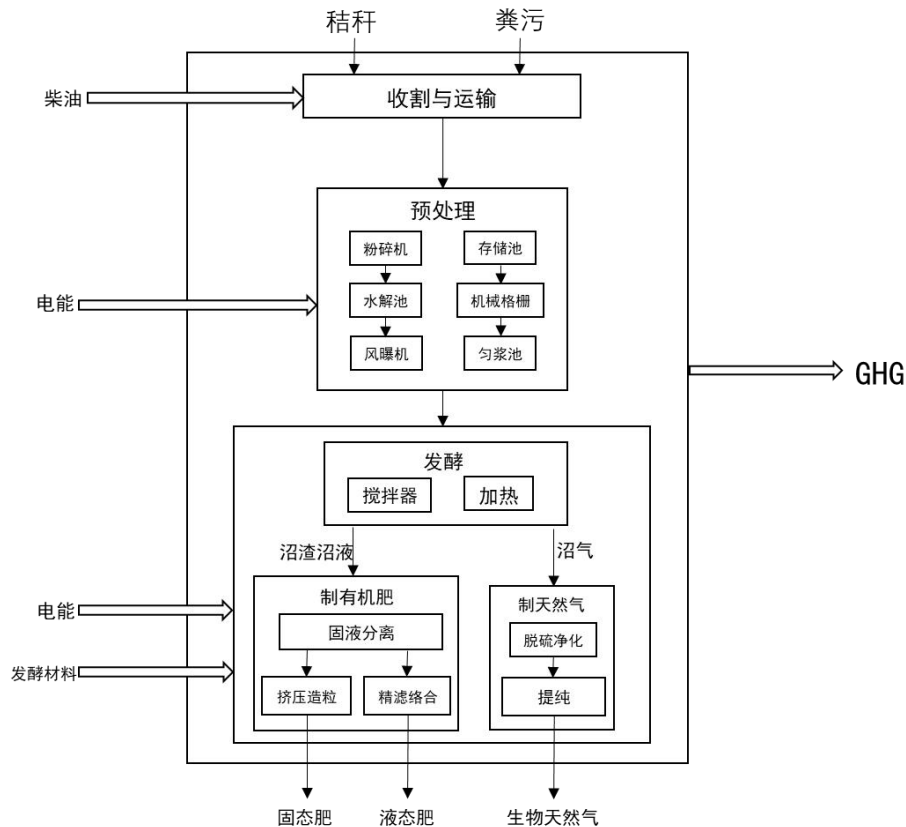 秸秆
粪污
柴油
收割与运输
预处理
粉碎机
存储池
电能
水解池
机械格栅
风曝机
匀浆池
GHG
发酵
搅拌器
加热
沼渣沼液
沼气
制有机肥
制天然气
电能
固液分离
脱硫净化
发酵材料
挤压造粒
精滤络合
提纯
固态肥
液态肥
生物天然气